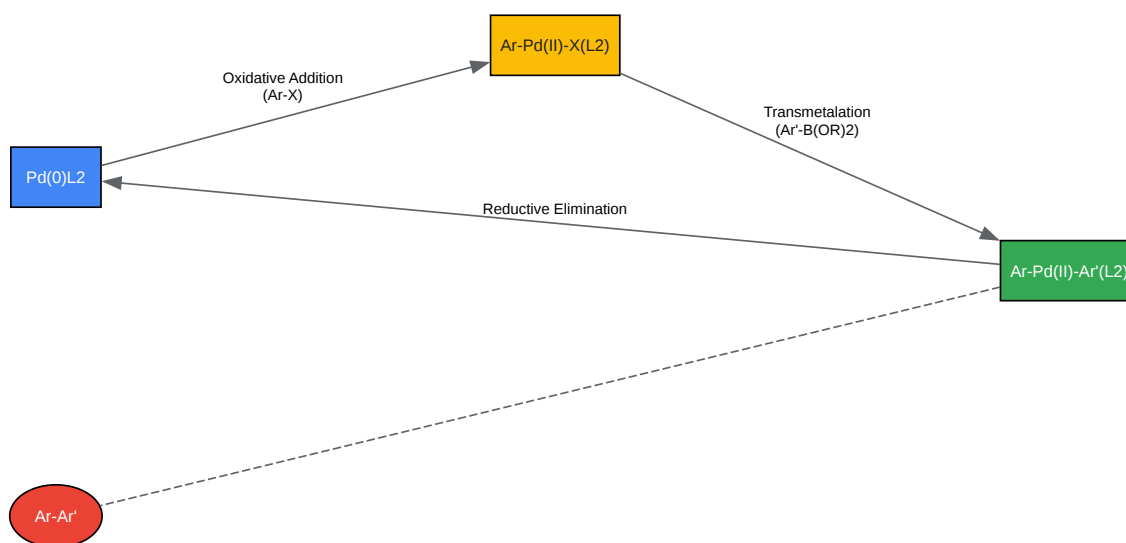 Ar-Pd(II)-X(L2)
Oxidative Addition
(Ar-X)
Transmetalation
(Ar'-B(OR)2)
Pd(0)L2
Reductive Elimination
Ar-Pd(II)-Ar'(L2)
Ar-Ar'